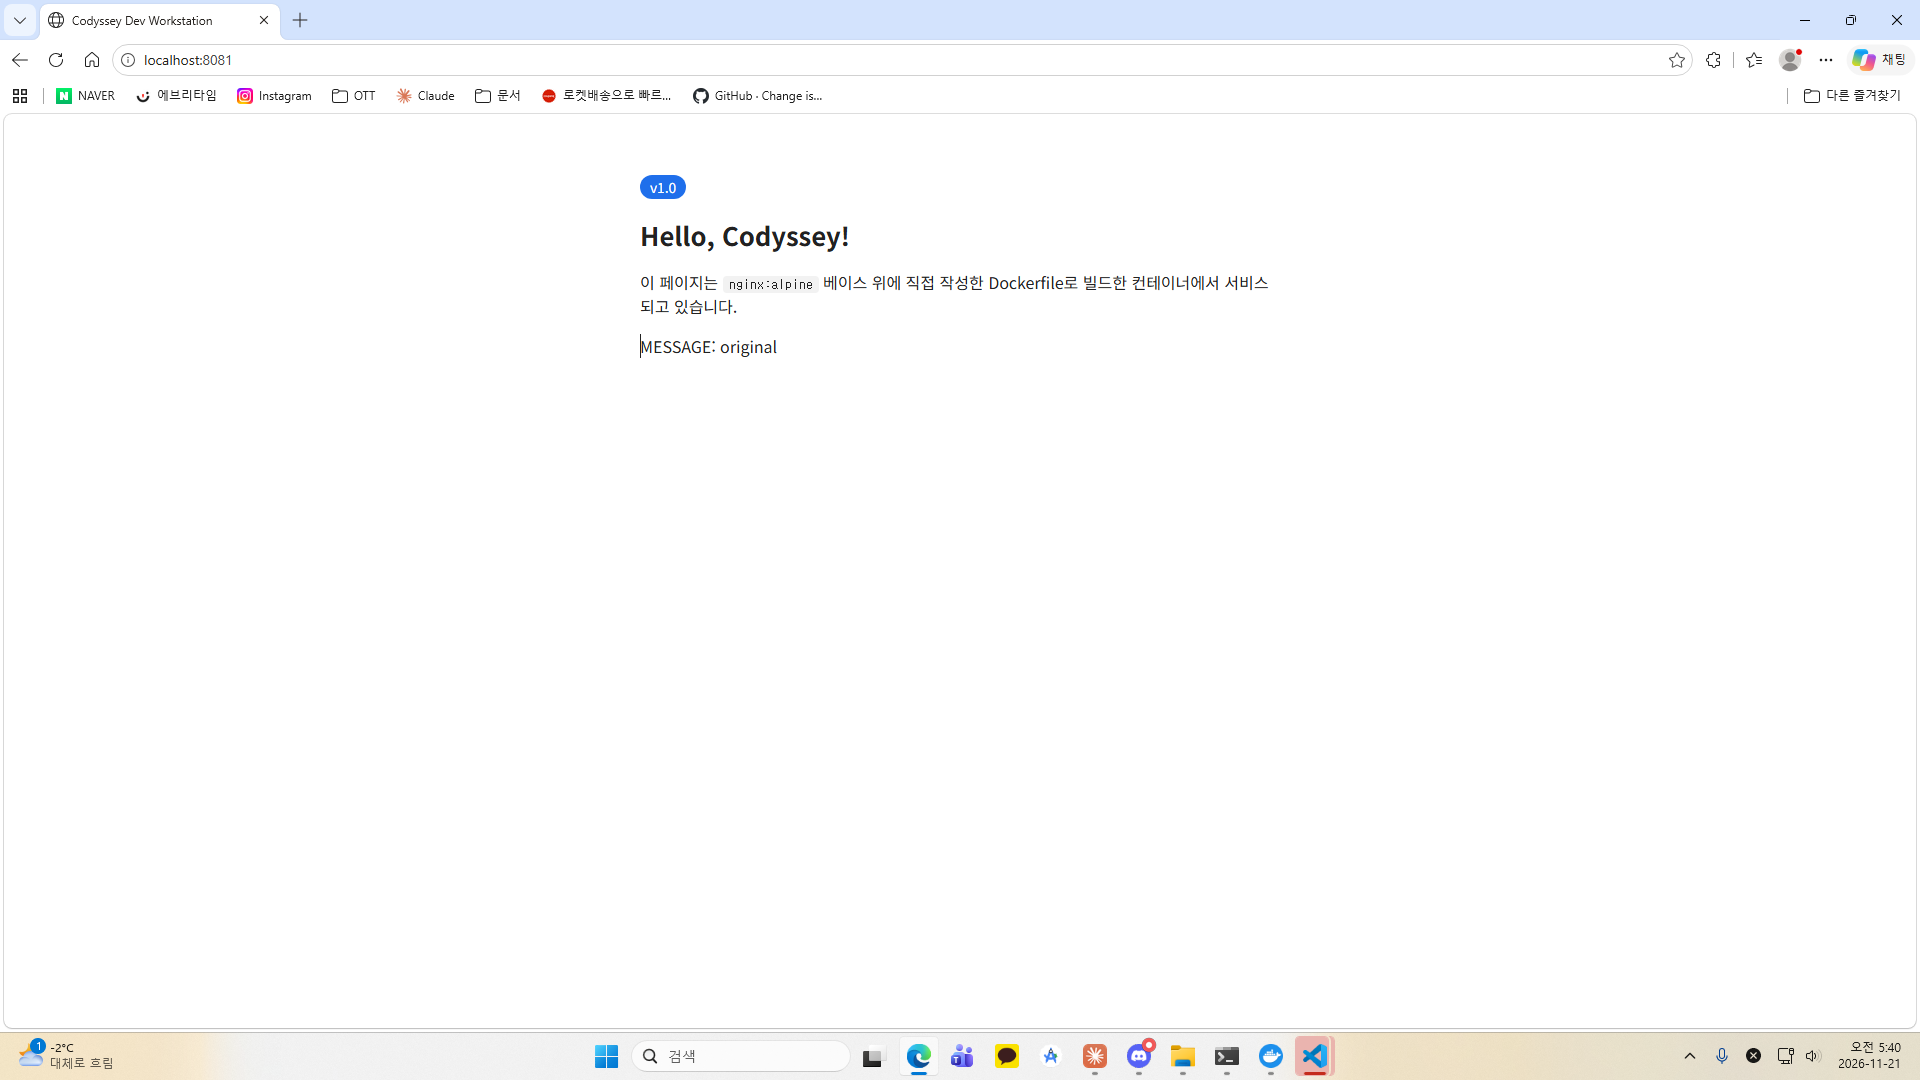 Codyssey Dev Workstation
localhost:8081
채팅
NAVER
에브리타임
Instagram
OTT
Claude
문서
로켓배송으로 빠르...
GitHub · Change is...
다른 즐겨찾기
v1.0
Hello, Codyssey!
이 페이지는 nginx:alpine 베이스 위에 직접 작성한 Dockerfile로 빌드한 컨테이너에서 서비스
되고 있습니다.
MESSAGE: original
1
-2°C
대체로 흐림
검색
오전 5:40
2026-11-21